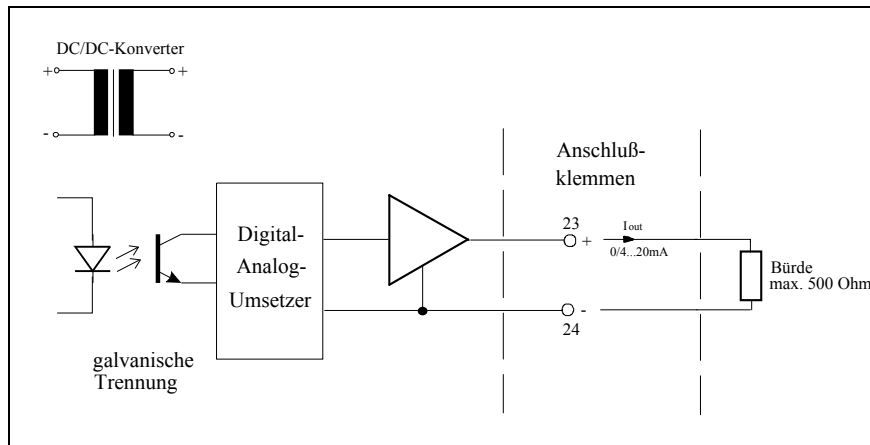 DC/DC-Konverter
+ +
- -
Anschluß-
klemmen
23
+
Iout
0/4...20mA
Digital-
Analog-
Umsetzer
Bürde
max. 500 Ohm
-
24
galvanische
Trennung